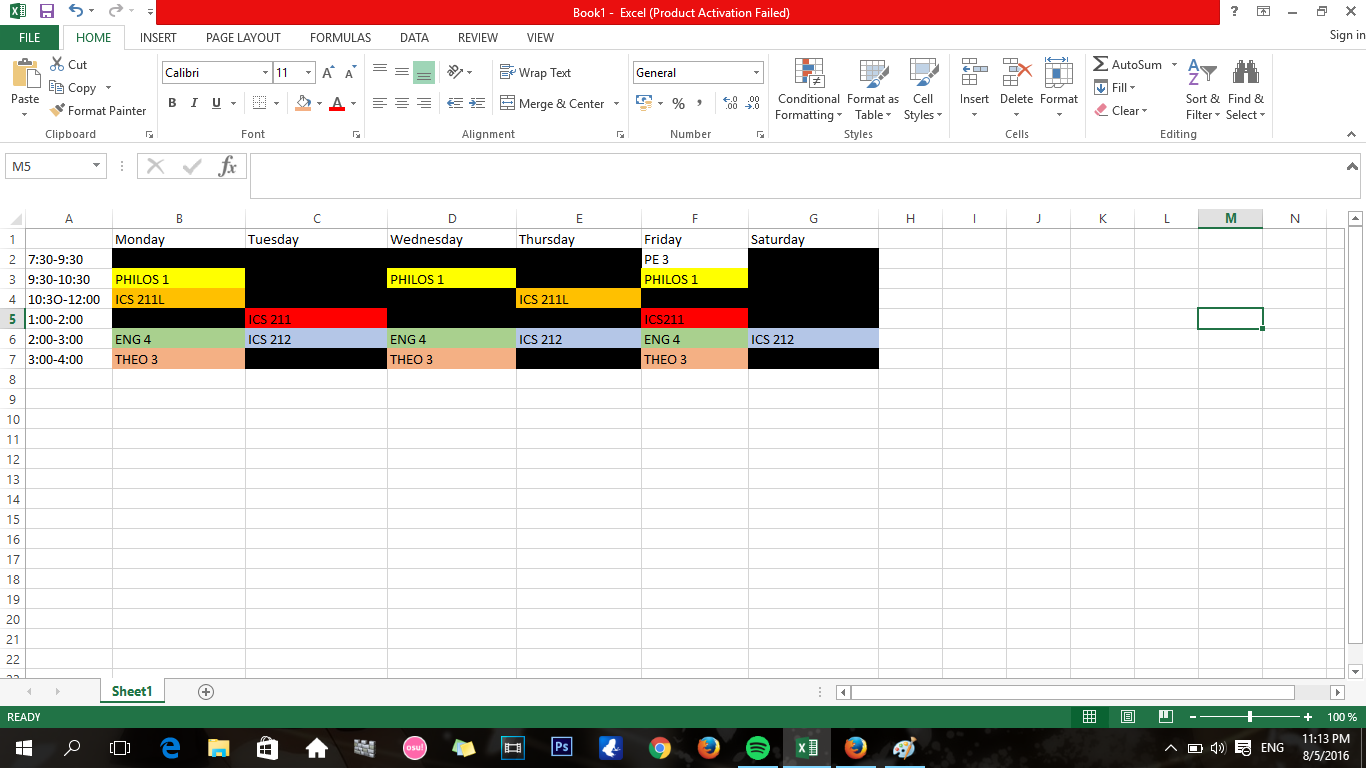 Book1 - Excel (Product Activation Failed)
FILE HOME INSERT PAGE LAYOUT FORMULAS DATA REVIEW VIEW Sign in
Paste Cut Copy Format Painter
Clipboard
Calibri 11
B I U A
Font
Wrap Text
Merge & Center
Alignment
General
% ,
Number
Conditional Formatting Format as Table Cell Styles
Styles
Insert Delete Format
Cells
AutoSum
Fill
Clear
Sort & Filter Find & Select
Editing
M5 fx
A B C D E F G H I J K L M N
1 Monday Tuesday Wednesday Thursday Friday Saturday
2 7:30-9:30 PE 3
3 9:30-10:30 PHILOS 1 PHILOS 1 PHILOS 1
4 10:3O-12:00 ICS 211L ICS 211L
5 1:00-2:00 ICS 211 ICS211
6 2:00-3:00 ENG 4 ICS 212 ENG 4 ICS 212 ENG 4 ICS 212
7 3:00-4:00 THEO 3 THEO 3 THEO 3
8
9
10
11
12
13
14
15
16
17
18
19
20
21
22
23
Sheet1
READY 100 %
osu! Ps ENG 11:13 PM
8/5/2016